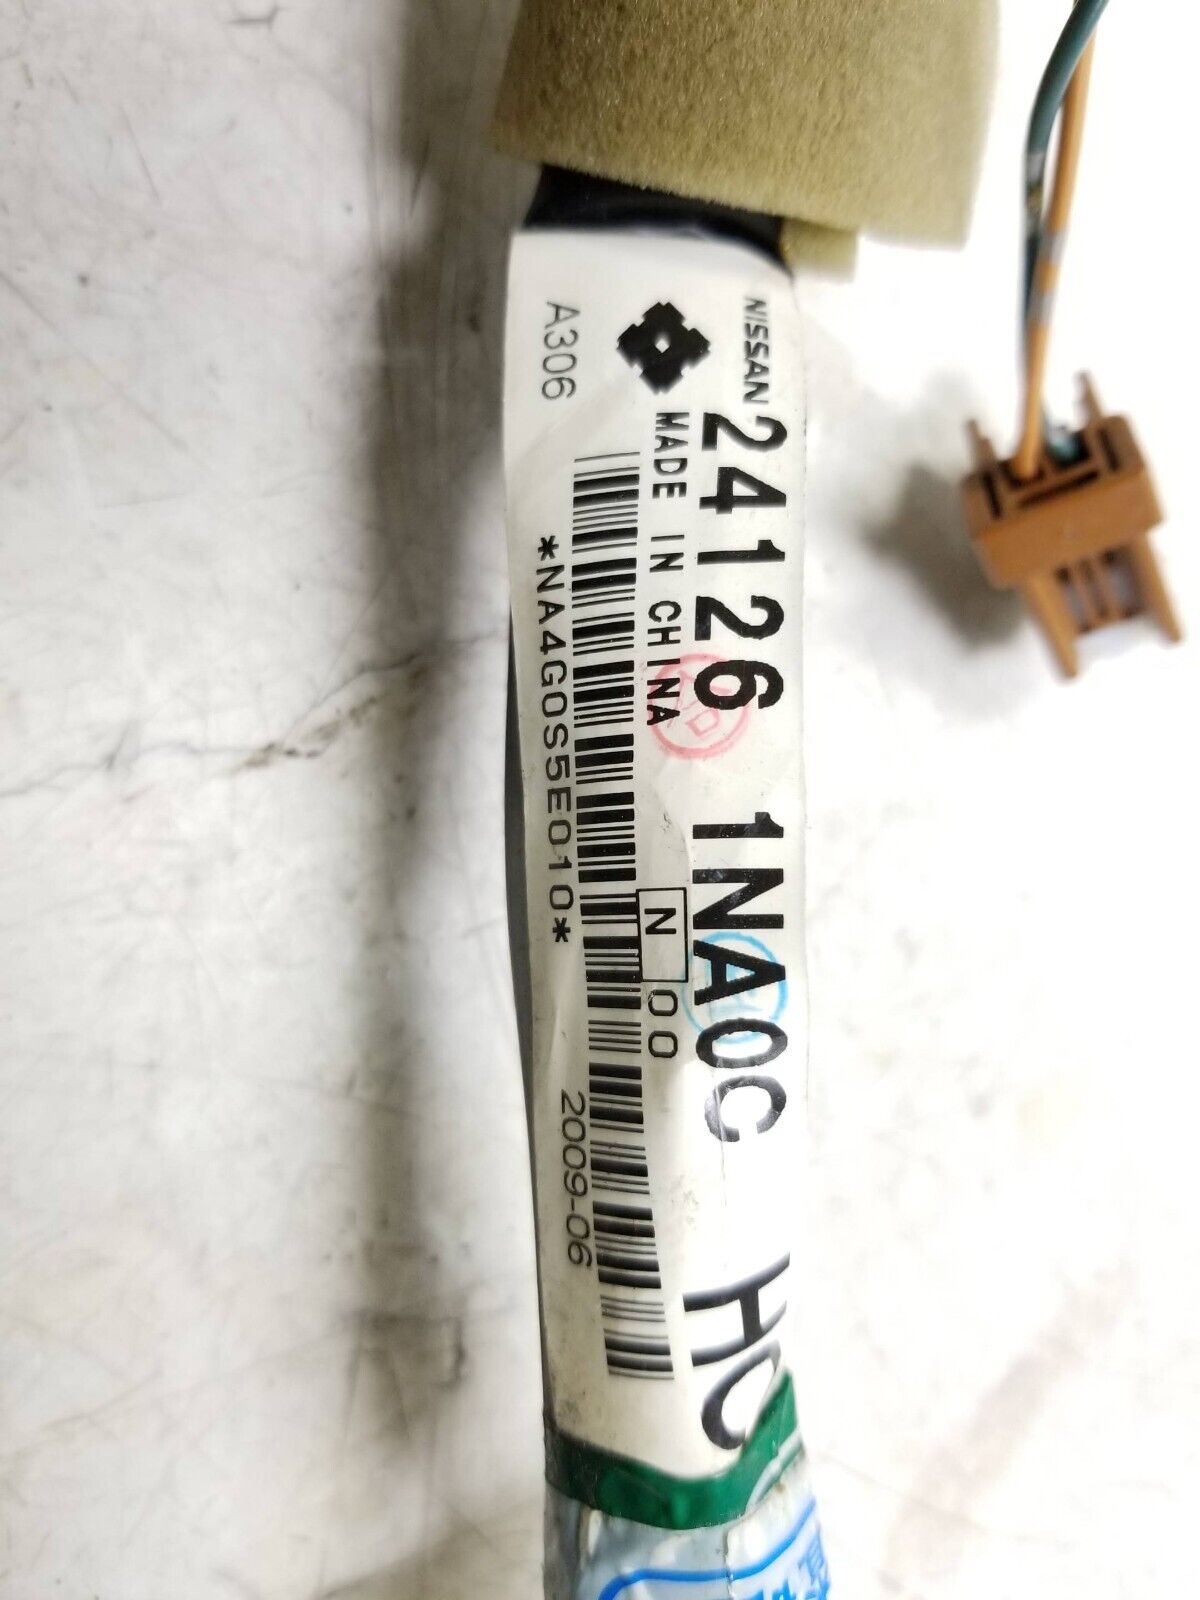 NISSAN
24126 1NA0C HC
MADE IN CHINA
N 00
A306
*NA4G0S5E010*
2009-06